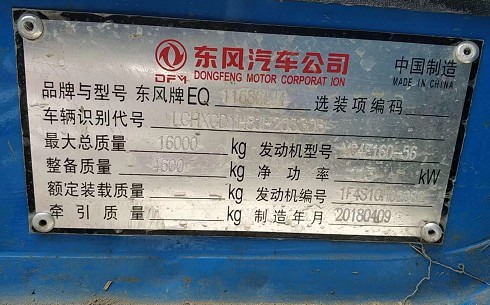 东风汽车公司
DFM DONGFENG MOTOR CORPORATION
中国制造
MADE IN CHINA
品牌与型号 东风牌EQ 选装项编码
车辆识别代号
最大总质量 16000 kg 发动机型号
整备质量 4800 kg 净功率 kW
额定装载质量 kg 发动机编号
牵引质量 kg 制造年月 20180409